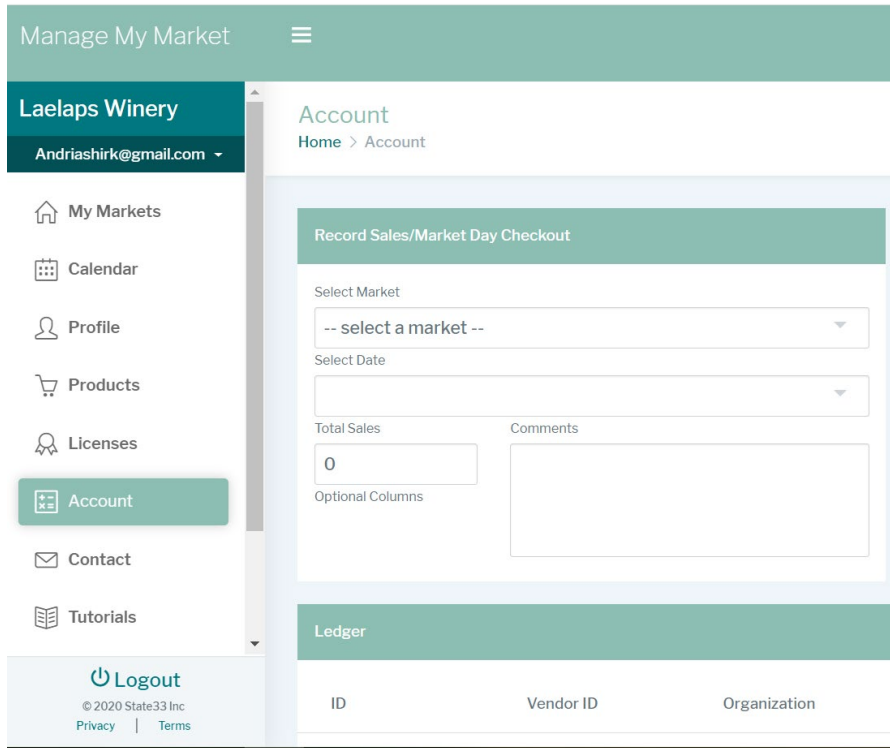 Manage My Market
Laelaps Winery
Andriashirk@gmail.com
My Markets
Calendar
Profile
Products
Licenses
Account
Contact
Tutorials
Logout
© 2020 State33 Inc
Privacy | Terms
Account
Home > Account
Record Sales/Market Day Checkout
Select Market
-- select a market --
Select Date
Total Sales Comments
0
Optional Columns
Ledger
ID Vendor ID Organization